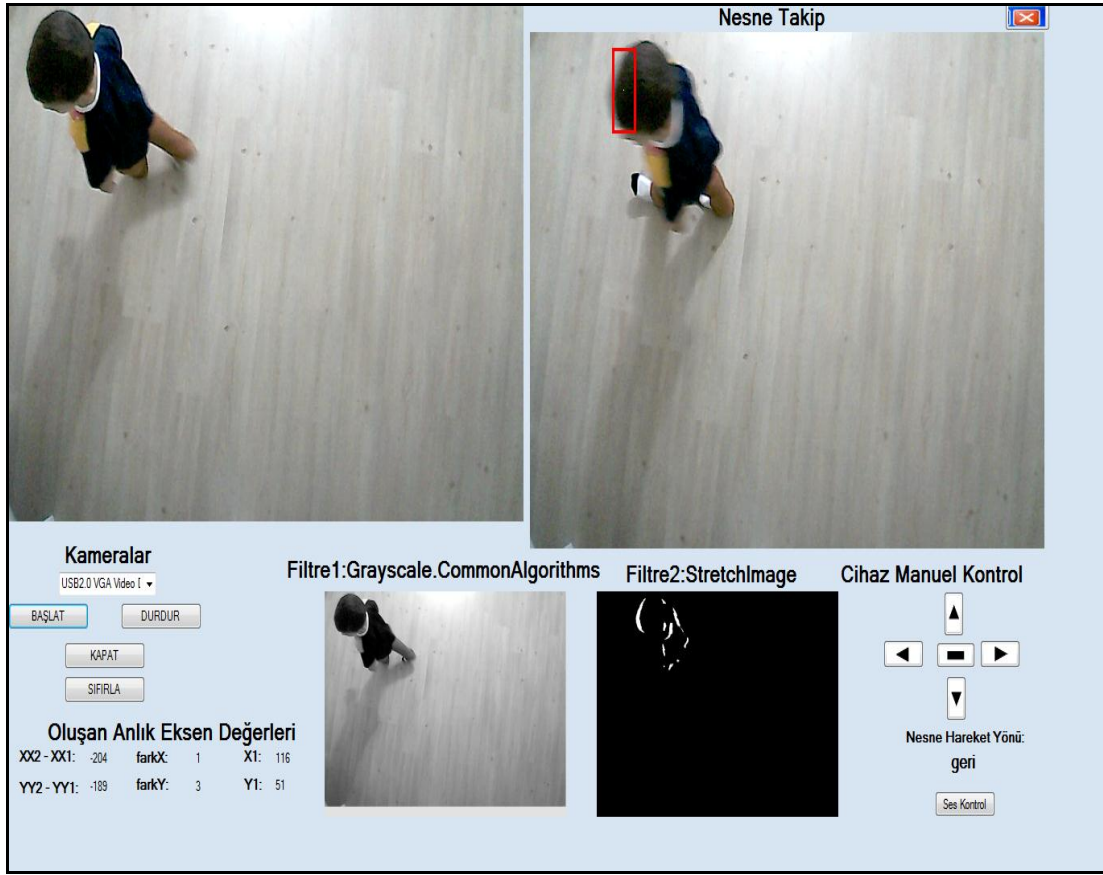 Nesne Takip
Kameralar
USB2.0 VGA Video
BAŞLAT DURDUR
KAPAT
SIFIRLA
Oluşan Anlık Eksen Değerleri
XX2 - XX1: -204 farkX: 1 X1: 116
YY2 - YY1: -189 farkY: 3 Y1: 51
Filtre1:Grayscale.CommonAlgorithms
Filtre2:StretchImage
Cihaz Manuel Kontrol
Nesne Hareket Yönü:
geri
Ses Kontrol